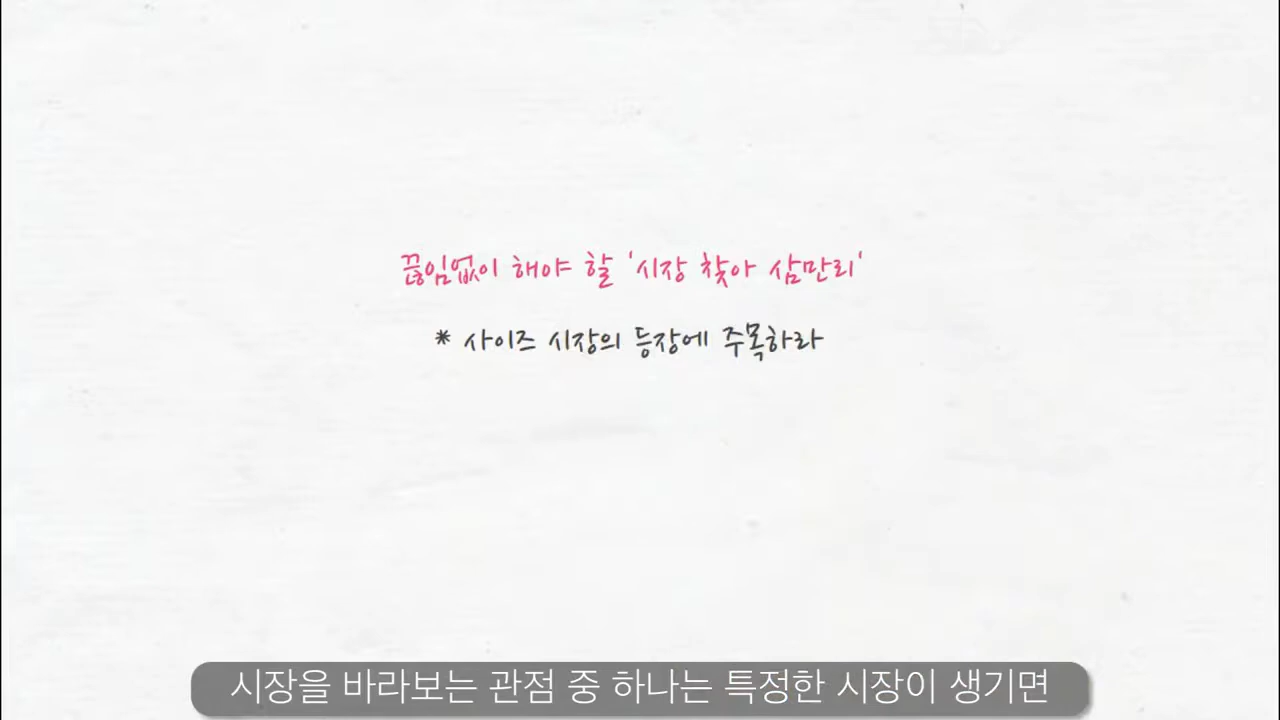 끊임없이 해야 할 '시장 찾아 삼만리'
* 사이즈 시장의 등장에 주목하라
시장을 바라보는 관점 중 하나는 특정한 시장이 생기면